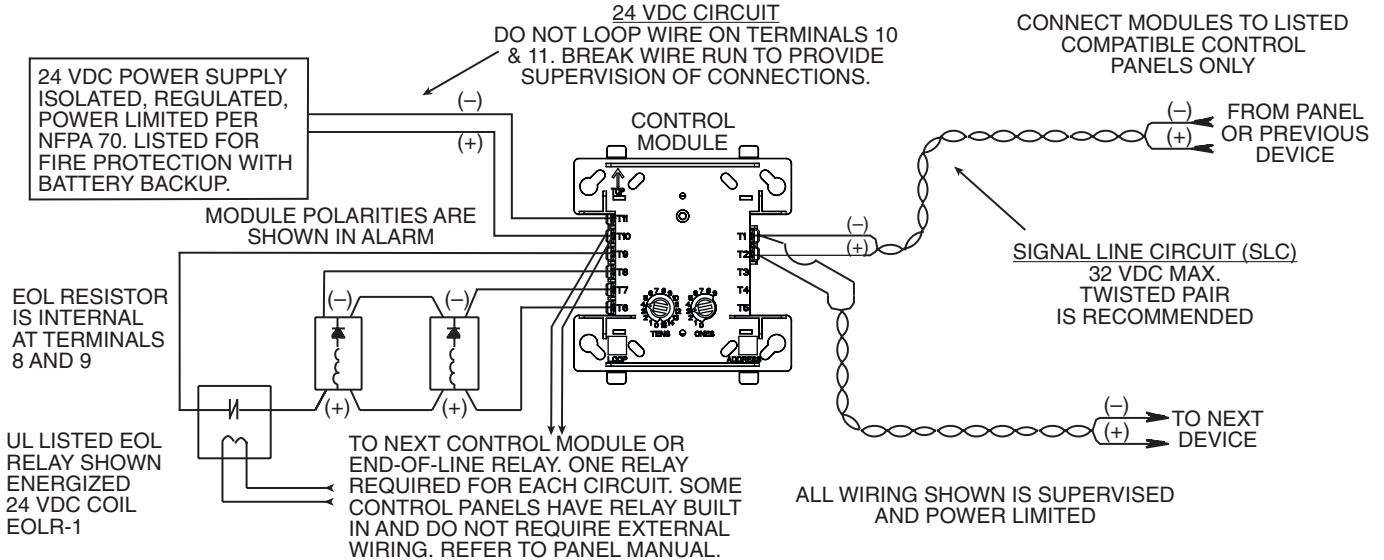 24 VDC CIRCUIT
DO NOT LOOP WIRE ON TERMINALS 10
& 11. BREAK WIRE RUN TO PROVIDE
SUPERVISION OF CONNECTIONS.
CONNECT MODULES TO LISTED
COMPATIBLE CONTROL
PANELS ONLY
24 VDC POWER SUPPLY
ISOLATED, REGULATED,
POWER LIMITED PER
NFPA 70. LISTED FOR
FIRE PROTECTION WITH
BATTERY BACKUP.
(–)
(+)
CONTROL
MODULE
(–)
(+)
FROM PANEL
OR PREVIOUS
DEVICE
MODULE POLARITIES ARE
SHOWN IN ALARM
TOP
T11
T10
T9
T8
T7
T6
T1
T2
T3
T4
T5
TENS
ONES
LOOP
ADDRESS
(–)
(+)
SIGNAL LINE CIRCUIT (SLC)
32 VDC MAX.
TWISTED PAIR
IS RECOMMENDED
EOL RESISTOR
IS INTERNAL
AT TERMINALS
8 AND 9
(–)
(–)
(+)
(+)
UL LISTED EOL
RELAY SHOWN
ENERGIZED
24 VDC COIL
EOLR-1
TO NEXT CONTROL MODULE OR
END-OF-LINE RELAY. ONE RELAY
REQUIRED FOR EACH CIRCUIT. SOME
CONTROL PANELS HAVE RELAY BUILT
IN AND DO NOT REQUIRE EXTERNAL
WIRING. REFER TO PANEL MANUAL.
(–)
(+)
TO NEXT
DEVICE
ALL WIRING SHOWN IS SUPERVISED
AND POWER LIMITED